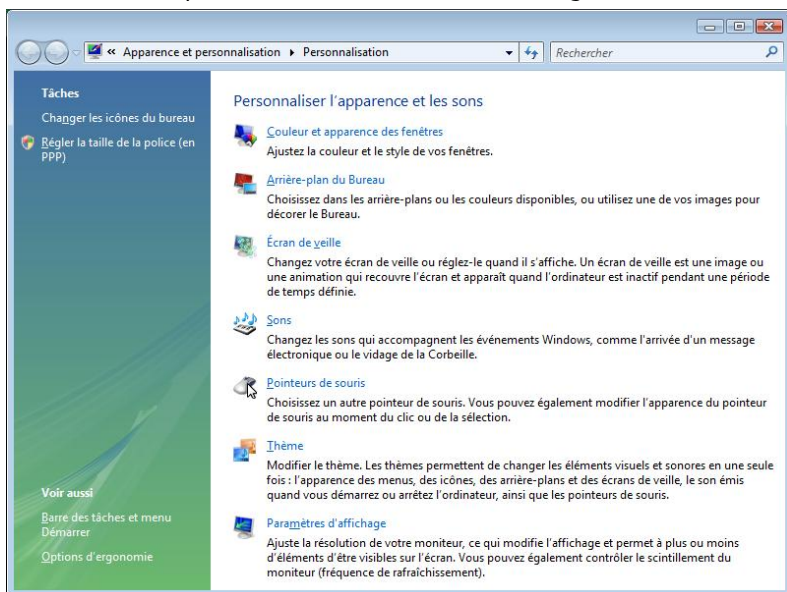 « Apparence et personnalisation ▸ Personnalisation
Rechercher
Tâches
Changer les icônes du bureau
Régler la taille de la police (en
PPP)
Voir aussi
Barre des tâches et menu
Démarrer
Options d'ergonomie
Personnaliser l'apparence et les sons
Couleur et apparence des fenêtres
Ajustez la couleur et le style de vos fenêtres.
Arrière-plan du Bureau
Choisissez dans les arrière-plans ou les couleurs disponibles, ou utilisez une de vos images pour
décorer le Bureau.
Écran de veille
Changez votre écran de veille ou réglez-le quand il s'affiche. Un écran de veille est une image ou
une animation qui recouvre l'écran et apparaît quand l'ordinateur est inactif pendant une période
de temps définie.
Sons
Changez les sons qui accompagnent les événements Windows, comme l'arrivée d'un message
électronique ou le vidage de la Corbeille.
Pointeurs de souris
Choisissez un autre pointeur de souris. Vous pouvez également modifier l'apparence du pointeur
de souris au moment du clic ou de la sélection.
Thème
Modifier le thème. Les thèmes permettent de changer les éléments visuels et sonores en une seule
fois : l'apparence des menus, des icônes, des arrière-plans et des écrans de veille, le son émis
quand vous démarrez ou arrêtez l'ordinateur, ainsi que les pointeurs de souris.
Paramètres d'affichage
Ajuste la résolution de votre moniteur, ce qui modifie l'affichage et permet à plus ou moins
d'éléments d'être visibles sur l'écran. Vous pouvez également contrôler le scintillement du
moniteur (fréquence de rafraîchissement).